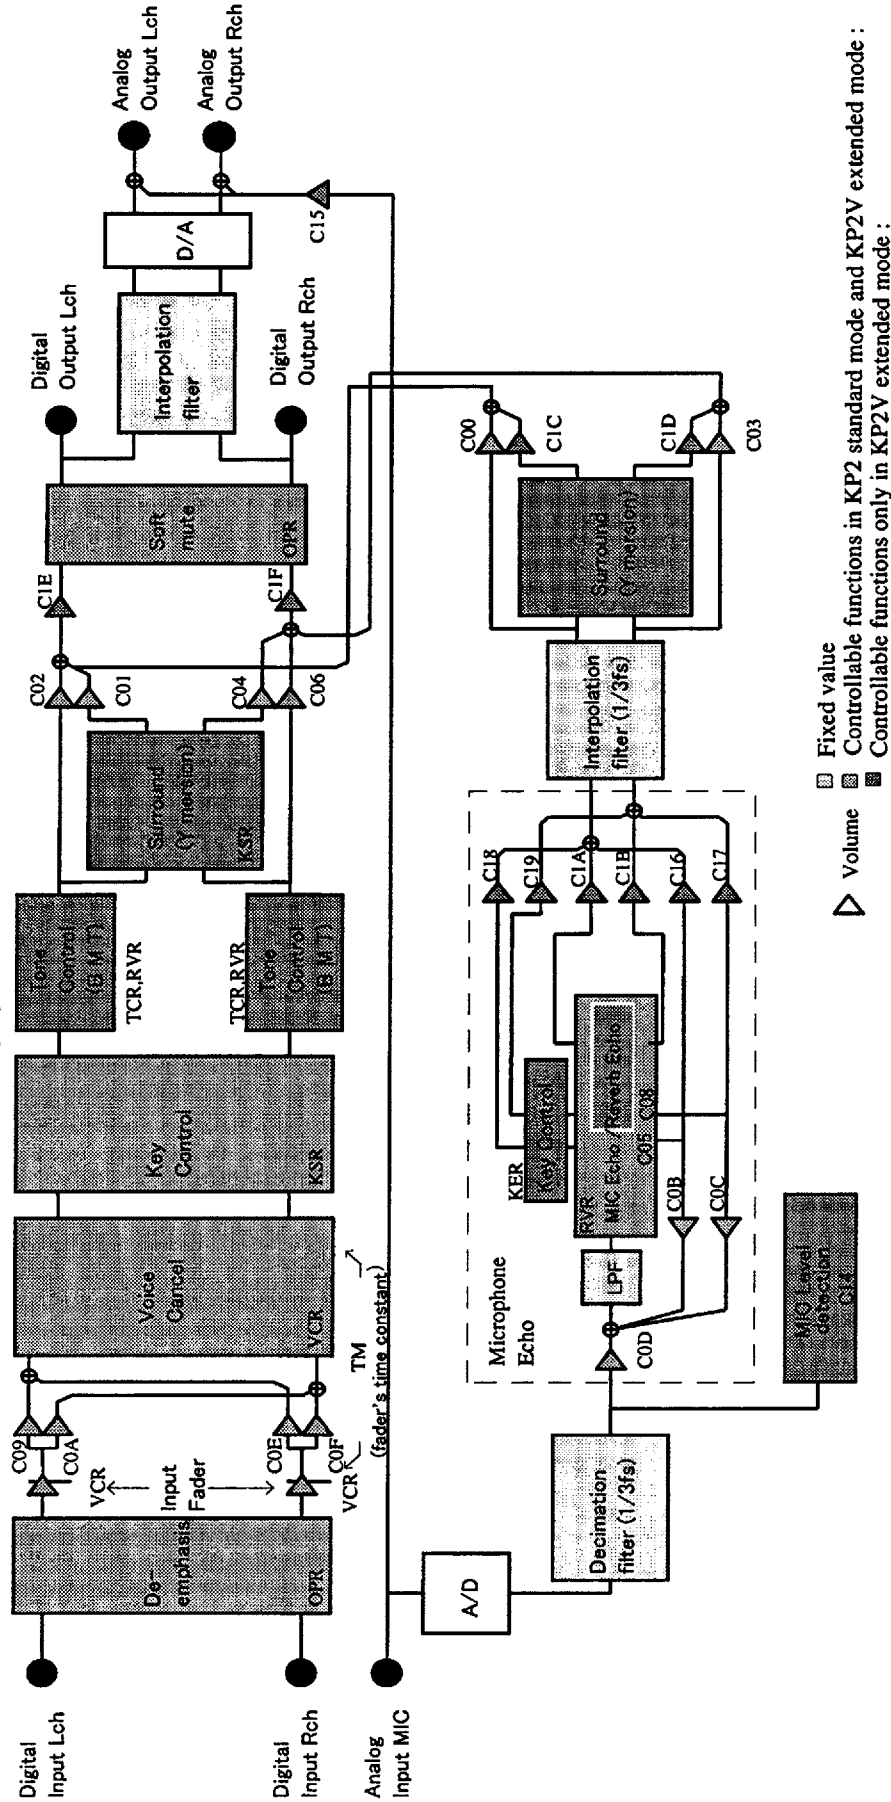 Digital
Input Lch
Digital
Input Rch
Analog
Input MIC
De-
emphasis
OPR
VCR
Input
Fader
VCR
C09
C0A
C0E
C0F
TM
(fader's time constant)
Voice
Cancel
VCR
Key
Control
KSR
Tone
Control
(B M T)
TCR,RVR
TCR,RVR
Tone
Control
(B M T)
Surround
(Y mersion)
KSR
C02
C01
C04
C06
C1E
C1F
Soft
mute
OPR
Digital
Output Lch
Digital
Output Rch
Interpolation
filter
D/A
C15
Analog
Output Lch
Analog
Output Rch
A/D
Decimation
filter (1/3fs)
MIC Level
detection
C14
Microphone
Echo
C0D
LPF
C0B
C0C
KER
Key Control
RVR
MIC Echo /Reverb Echo
C05
C08
C18
C19
C1A
C1B
C16
C17
Interpolation
filter (1/3fs)
Surround
(Y mersion)
C00
C1C
C1D
C03
Volume
Fixed value
Controllable functions in KP2 standard mode and KP2V extended mode :
Controllable functions only in KP2V extended mode :